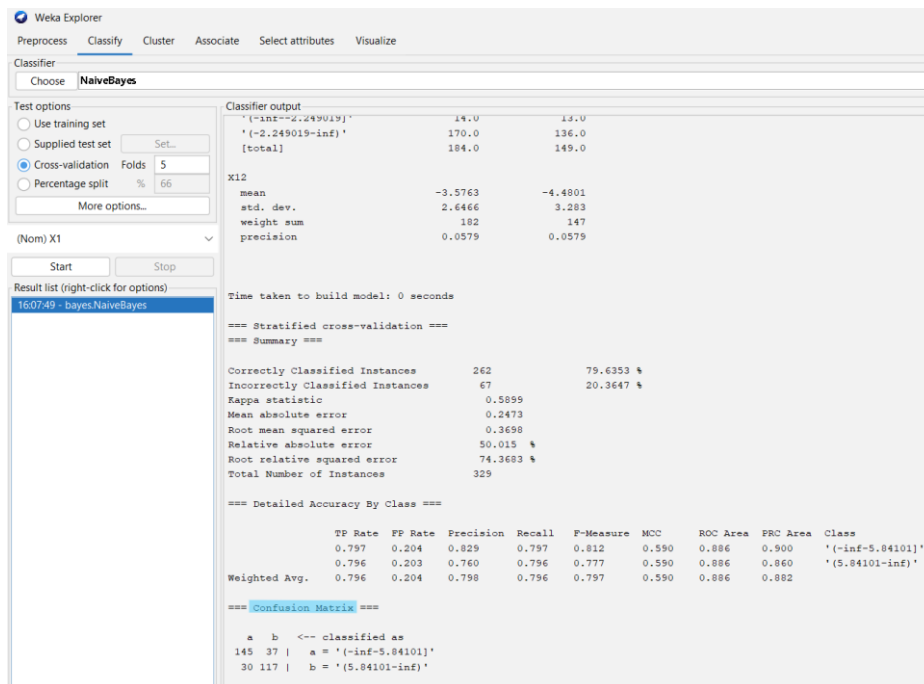 Weka Explorer
Preprocess Classify Cluster Associate Select attributes Visualize
Classifier
Choose NaiveBayes
Test options
Use training set
Supplied test set Set...
Cross-validation Folds 5
Percentage split % 66
More options...
(Nom) X1
Start Stop
Result list (right-click for options)
16:07:49 - bayes.NaiveBayes
Classifier output
'(-inf--2.249019]' 14.0 13.0
'(-2.249019-inf)' 170.0 136.0
[total] 184.0 149.0
X12
mean -3.5763 -4.4801
std. dev. 2.6466 3.283
weight sum 182 147
precision 0.0579 0.0579
Time taken to build model: 0 seconds
=== Stratified cross-validation ===
=== Summary ===
Correctly Classified Instances 262 79.6353 %
Incorrectly Classified Instances 67 20.3647 %
Kappa statistic 0.5899
Mean absolute error 0.2473
Root mean squared error 0.3698
Relative absolute error 50.015 %
Root relative squared error 74.3683 %
Total Number of Instances 329
=== Detailed Accuracy By Class ===
TP Rate FP Rate Precision Recall F-Measure MCC ROC Area PRC Area Class
0.797 0.204 0.829 0.797 0.812 0.590 0.886 0.900 '(-inf-5.84101]'
0.796 0.203 0.760 0.796 0.777 0.590 0.886 0.860 '(5.84101-inf)'
Weighted Avg. 0.796 0.204 0.798 0.796 0.797 0.590 0.886 0.882
=== Confusion Matrix ===
a b <-- classified as
145 37 | a = '(-inf-5.84101]'
30 117 | b = '(5.84101-inf)'